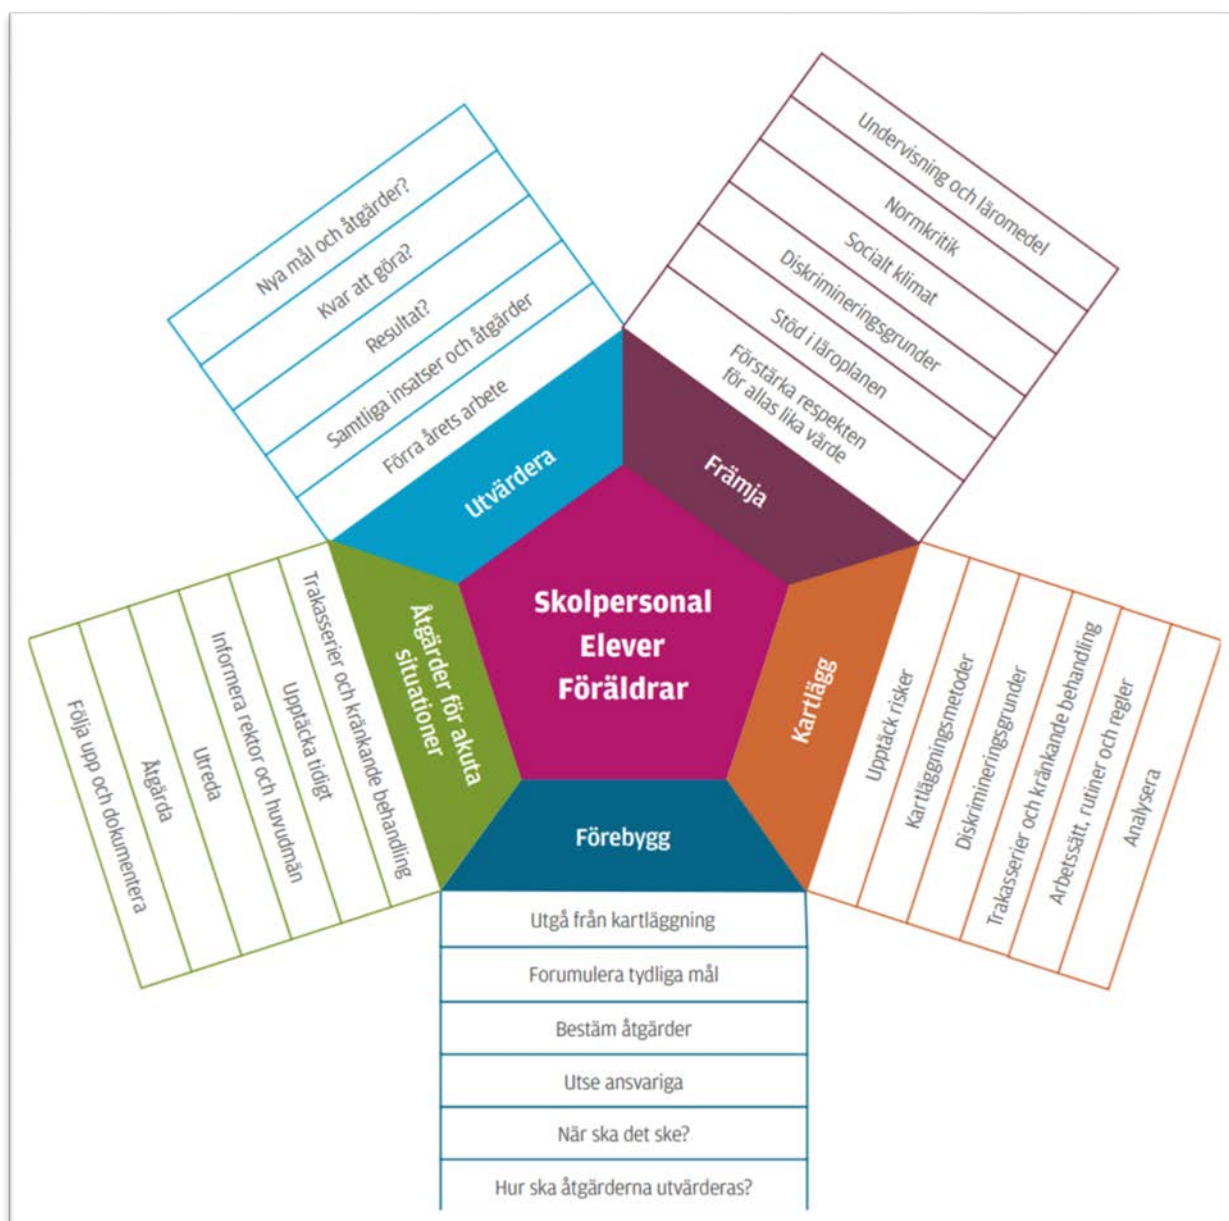 Skolpersonal
Elever
Föräldrar
Främja
Förstärka respekten
för allas lika värde
Stöd i läroplanen
Diskrimineringsgrunder
Socialt klimat
Normkritik
Undervisning och läromedel
Kartlägg
Upptäck risker
Kartläggningsmetoder
Diskrimineringsgrunder
Trakasserier och kränkande behandling
Arbetssätt, rutiner och regler
Analysera
Förebygg
Utgå från kartläggning
Forumulera tydliga mål
Bestäm åtgärder
Utse ansvariga
När ska det ske?
Hur ska åtgärderna utvärderas?
Åtgärder för akuta
situationer
Trakasserier och kränkande behandling
Upptäcka tidigt
Informera rektor och huvudmän
Utreda
Åtgärda
Följa upp och dokumentera
Utvärdera
Förra årets arbete
Samtliga insatser och åtgärder
Resultat?
Kvar att göra?
Nya mål och åtgärder?